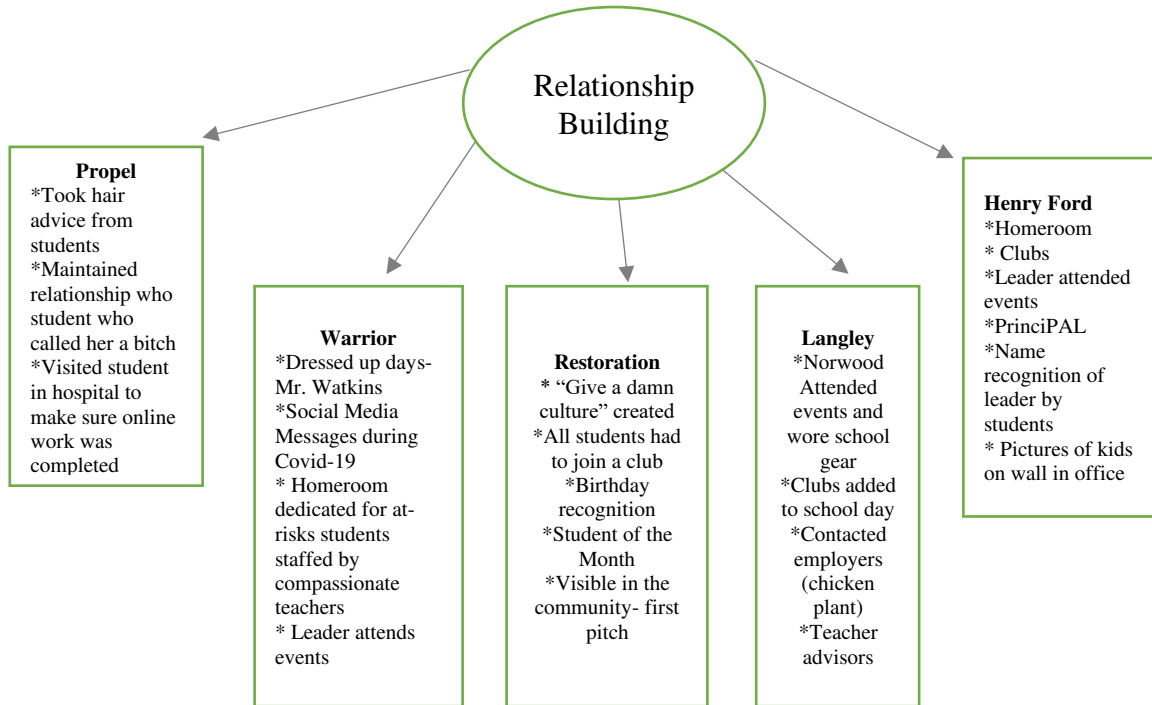 Relationship
Building
Propel
*Took hair
advice from
students
*Maintained
relationship who
student who
called her a bitch
*Visited student
in hospital to
make sure online
work was
completed
Warrior
*Dressed up days-
Mr. Watkins
*Social Media
Messages during
Covid-19
* Homeroom
dedicated for at-
risks students
staffed by
compassionate
teachers
* Leader attends
events
Restoration
* “Give a damn
culture” created
*All students had
to join a club
*Birthday
recognition
*Student of the
Month
*Visible in the
community- first
pitch
Langley
*Norwood
Attended
events and
wore school
gear
*Clubs added
to school day
*Contacted
employers
(chicken
plant)
*Teacher
advisors
Henry Ford
*Homeroom
* Clubs
*Leader attended
events
*PrinciPAL
*Name
recognition of
leader by
students
* Pictures of kids
on wall in office